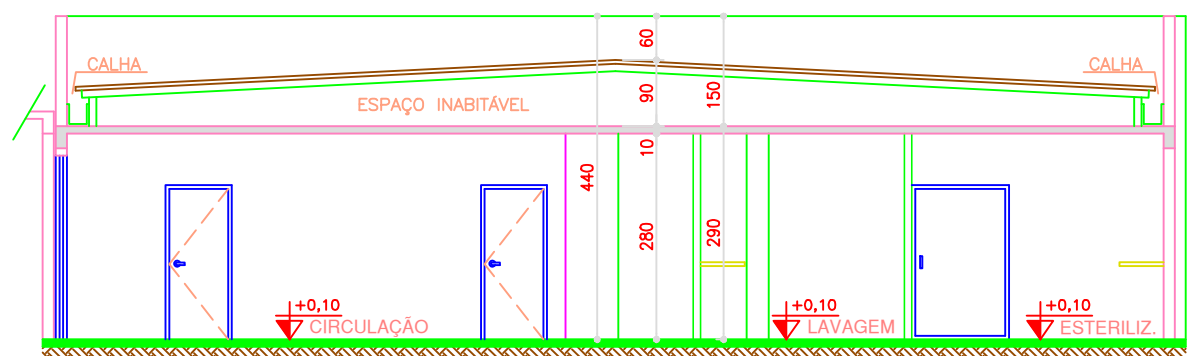 60
CALHA
CALHA
90
150
ESPAÇO INABITÁVEL
10
440
280
290
+0,10
CIRCULAÇÃO
+0,10
LAVAGEM
+0,10
ESTERILIZ.